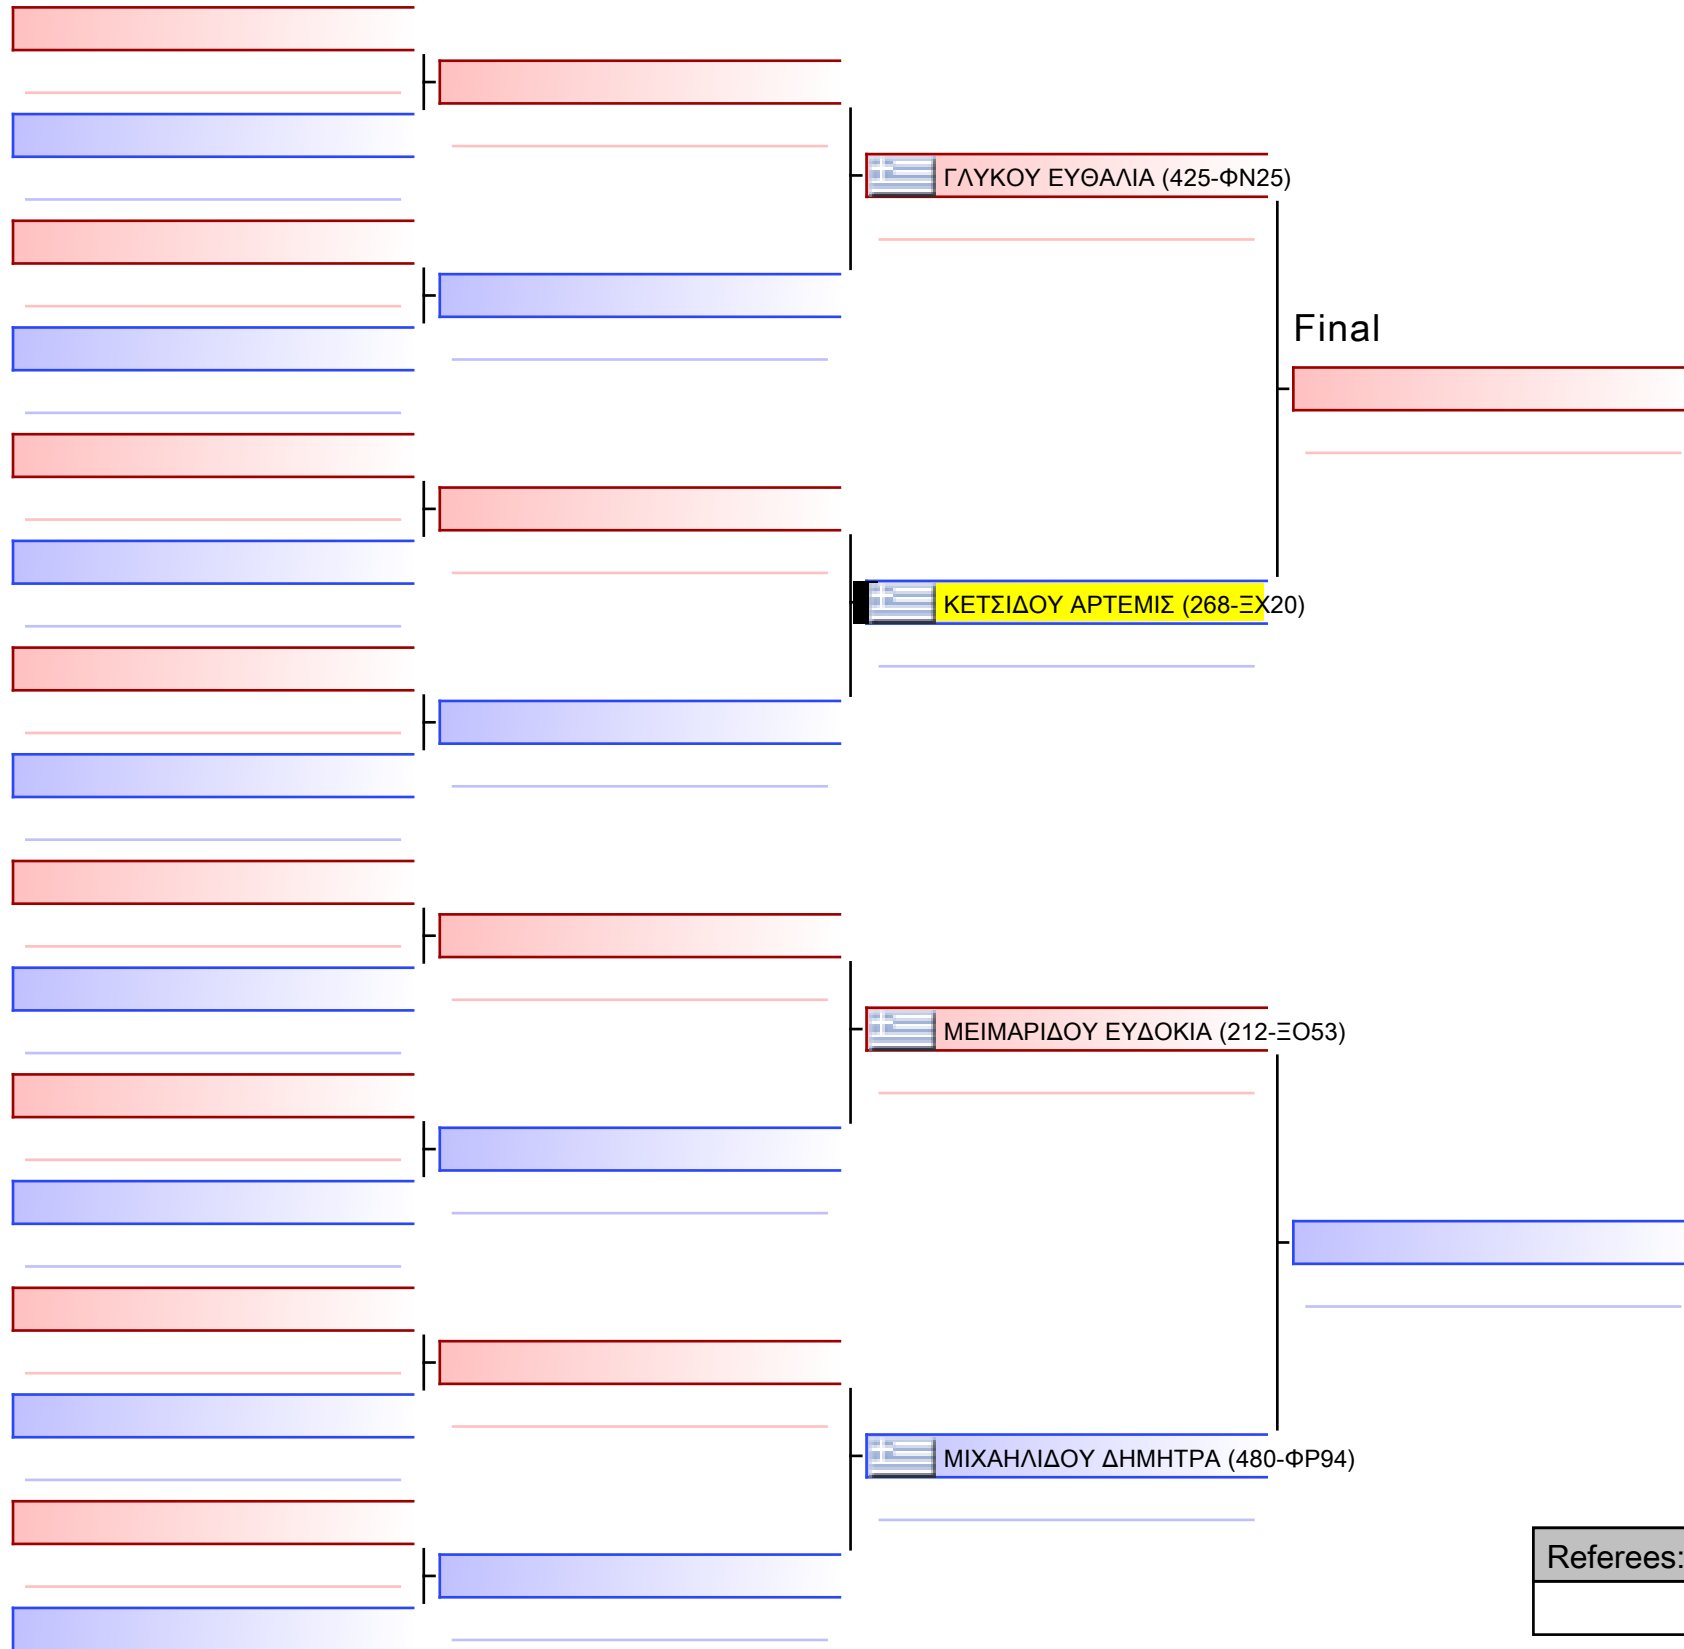 ΓΛΥΚΟΥ ΕΥΘΑΛΙΑ (425-ΦΝ25)
Final
ΚΕΤΣΙΔΟΥ ΑΡΤΕΜΙΣ (268-ΞΧ20)
ΜΕΙΜΑΡΙΔΟΥ ΕΥΔΟΚΙΑ (212-ΞΟ53)
ΜΙΧΑΗΛΙΔΟΥ ΔΗΜΗΤΡΑ (480-ΦΡ94)
Referees: